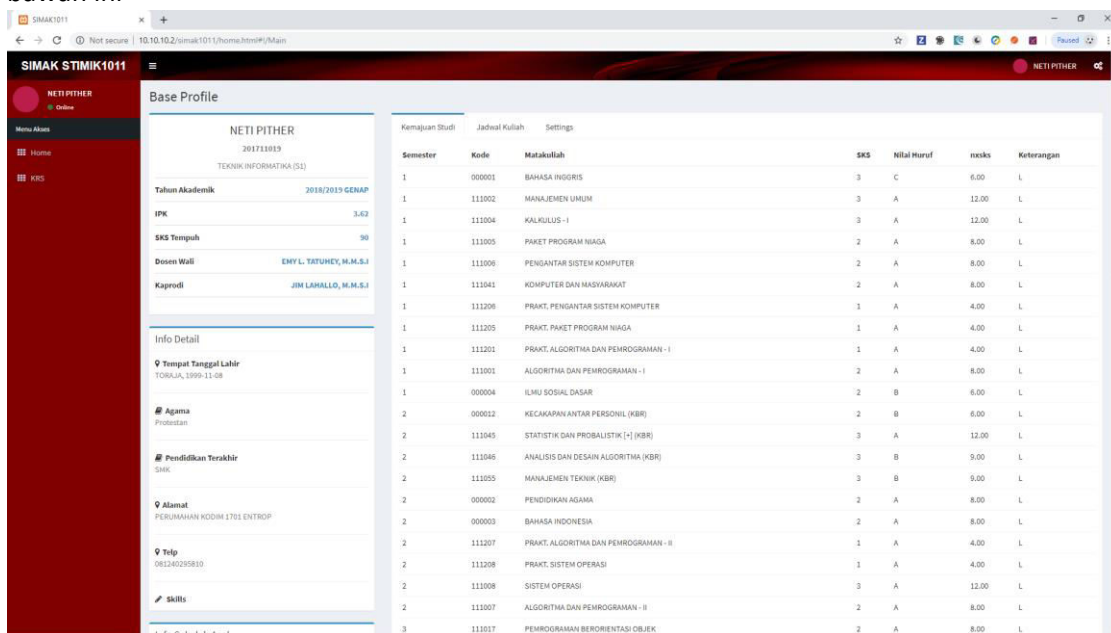 SIMAK1011
Not secure | 10.10.10.2/simak1011/home.html#!/Main
Paused
SIMAK STIMIK1011
NETI PITHER
NETI PITHER
Online
Menu Akses
Home
KRS
Base Profile
NETI PITHER
201711019
TEKNIK INFORMATIKA (S1)
Tahun Akademik 2018/2019 GENAP
IPK 3.62
SKS Tempuh 90
Dosen Wali EMY L. TATUHEY, M.M.S.I
Kaprodi JIM LAHALLO, M.M.S.I
Info Detail
Tempat Tanggal Lahir
TORAJA, 1999-11-08
Agama
Protestan
Pendidikan Terakhir
SMK
Alamat
PERUMAHAN KODIM 1701 ENTROP
Telp
081240295810
Skills
Kemajuan Studi Jadwal Kuliah Settings
Semester Kode Matakuliah SKS Nilai Huruf nxsks Keterangan
1 000001 BAHASA INGGRIS 3 C 6.00 L
1 111002 MANAJEMEN UMUM 3 A 12.00 L
1 111004 KALKULUS - I 3 A 12.00 L
1 111005 PAKET PROGRAM NIAGA 2 A 8.00 L
1 111006 PENGANTAR SISTEM KOMPUTER 2 A 8.00 L
1 111041 KOMPUTER DAN MASYARAKAT 2 A 8.00 L
1 111206 PRAKT. PENGANTAR SISTEM KOMPUTER 1 A 4.00 L
1 111205 PRAKT. PAKET PROGRAM NIAGA 1 A 4.00 L
1 111201 PRAKT. ALGORITMA DAN PEMROGRAMAN - I 1 A 4.00 L
1 111001 ALGORITMA DAN PEMROGRAMAN - I 2 A 8.00 L
1 000004 ILMU SOSIAL DASAR 2 B 6.00 L
2 000012 KECAKAPAN ANTAR PERSONIL (KBR) 2 B 6.00 L
2 111045 STATISTIK DAN PROBALISTIK [+] (KBR) 3 A 12.00 L
2 111046 ANALISIS DAN DESAIN ALGORITMA (KBR) 3 B 9.00 L
2 111055 MANAJEMEN TEKNIK (KBR) 3 B 9.00 L
2 000002 PENDIDIKAN AGAMA 2 A 8.00 L
2 000003 BAHASA INDONESIA 2 A 8.00 L
2 111207 PRAKT. ALGORITMA DAN PEMROGRAMAN - II 1 A 4.00 L
2 111208 PRAKT. SISTEM OPERASI 1 A 4.00 L
2 111008 SISTEM OPERASI 3 A 12.00 L
2 111007 ALGORITMA DAN PEMROGRAMAN - II 2 A 8.00 L
3 111017 PEMROGRAMAN BERORIENTASI OBJEK 2 A 8.00 L